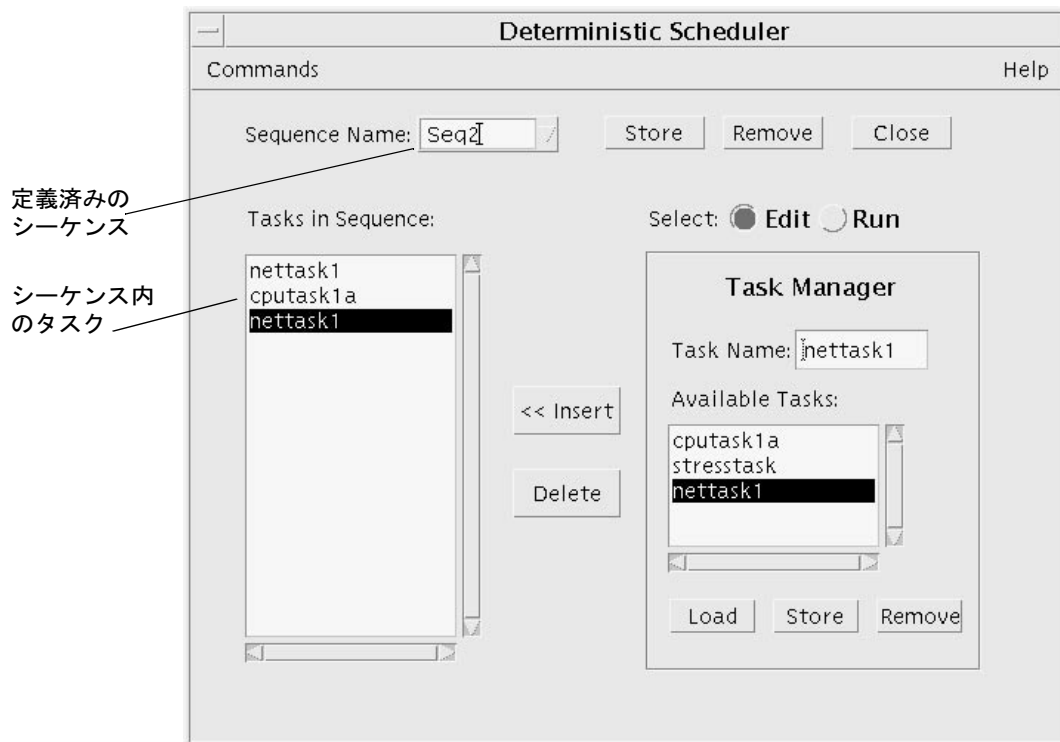 Deterministic Scheduler
Commands
Help
Sequence Name: Seq2
Store
Remove
Close
定義済みの
シーケンス
Tasks in Sequence:
Select: Edit Run
シーケンス内
のタスク
nettask1
cputask1a
nettask1
<< Insert
Delete
Task Manager
Task Name: nettask1
Available Tasks:
cputask1a
stresstask
nettask1
Load
Store
Remove